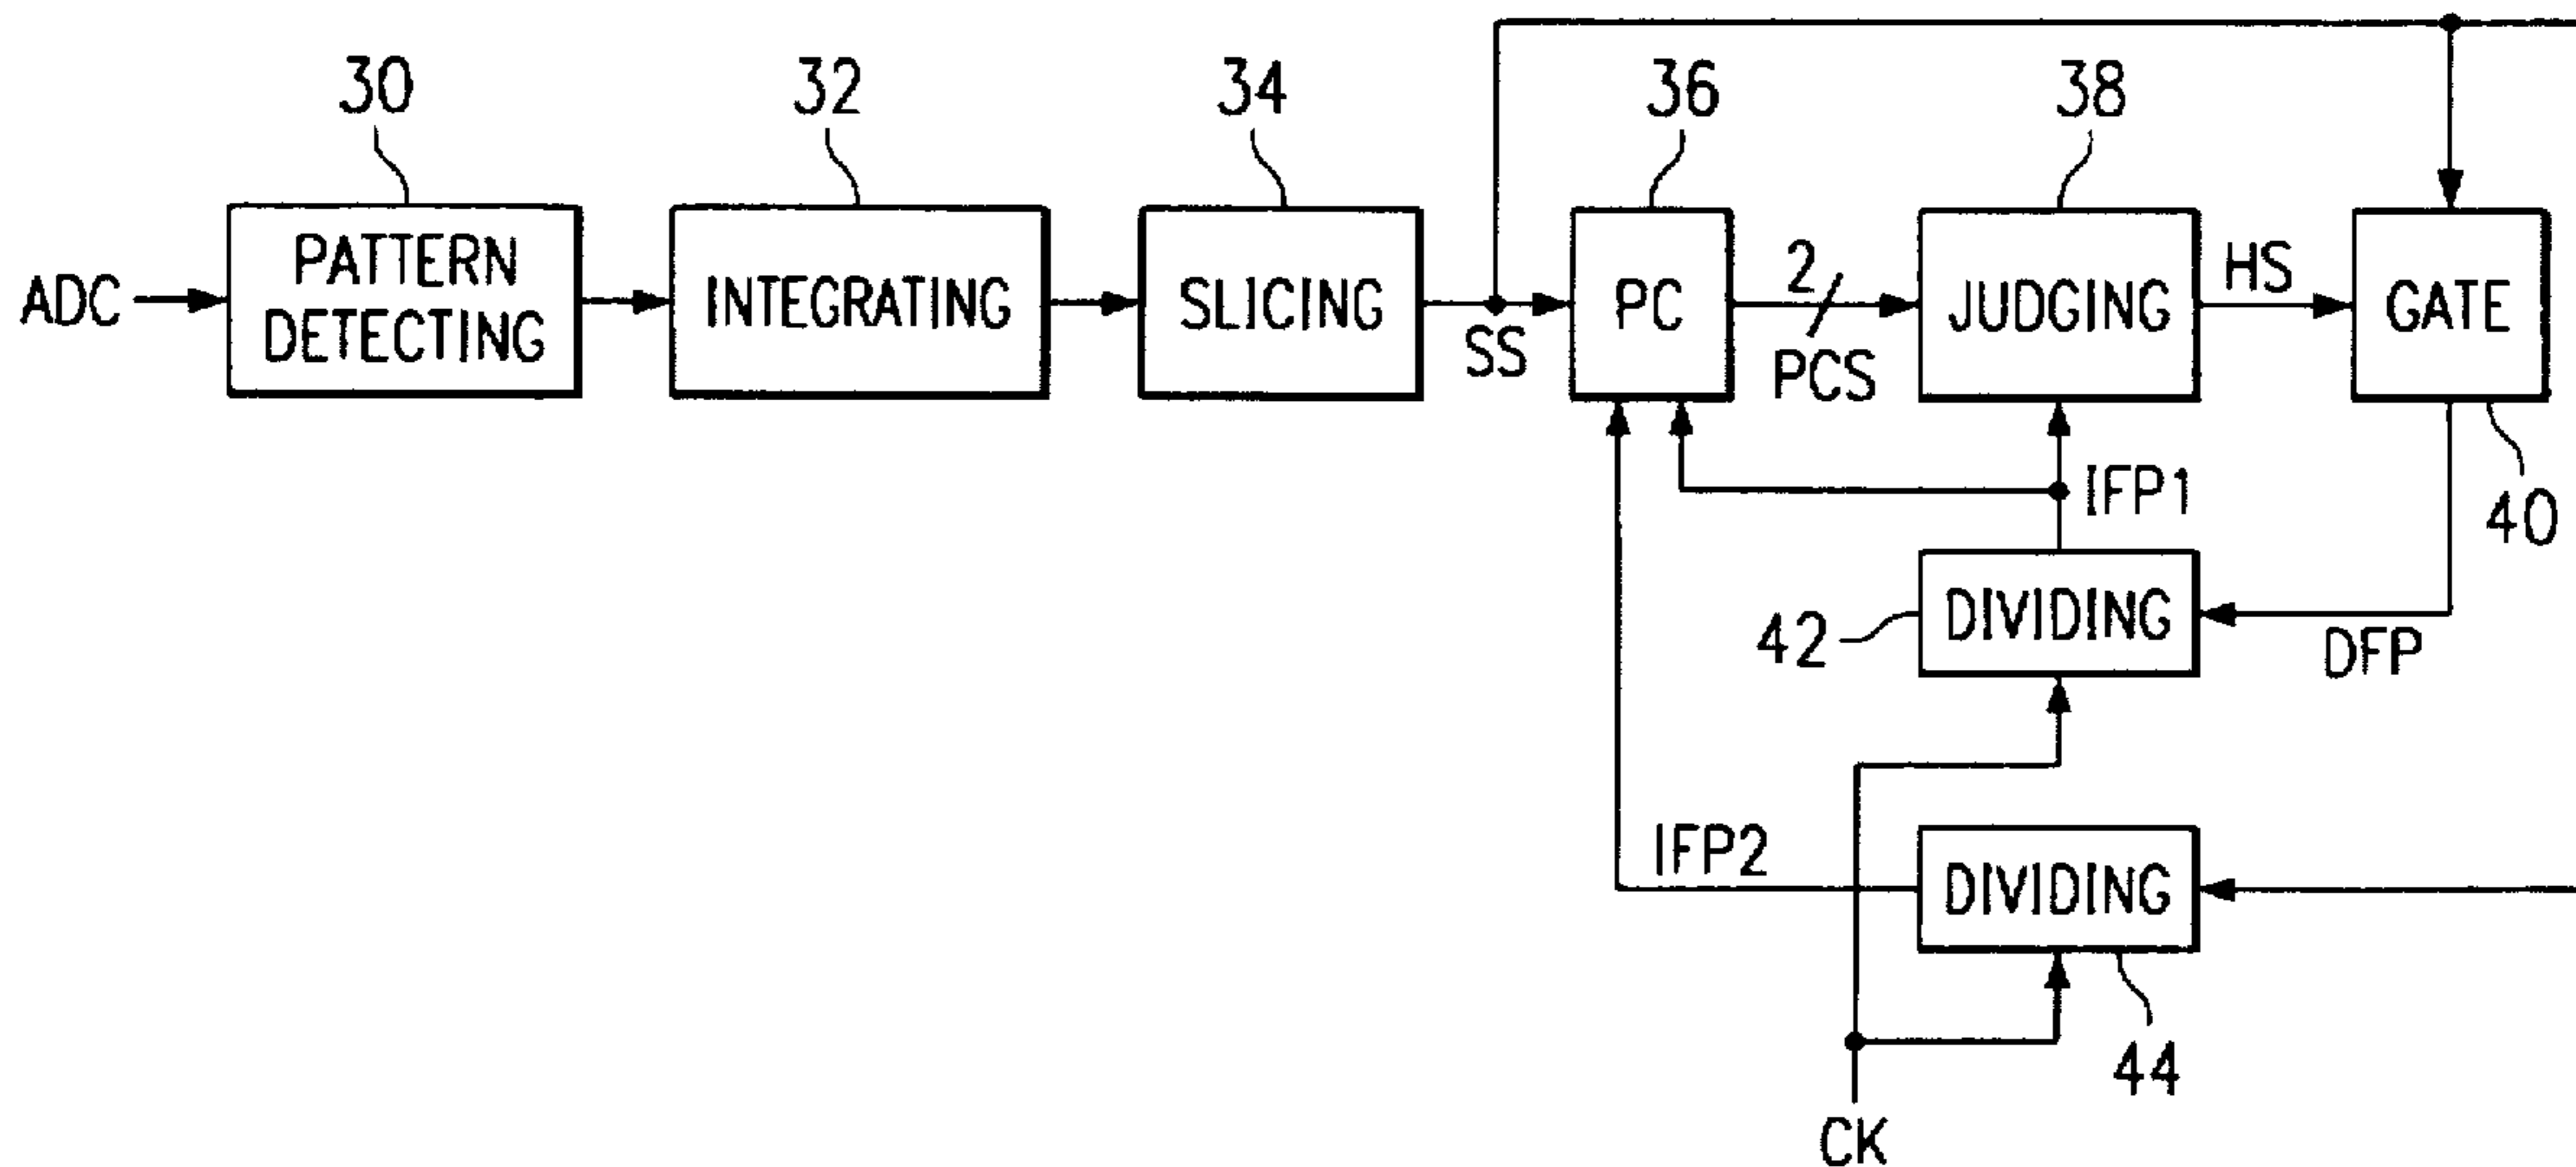 30
32
34
36
38
ADC
PATTERN
DETECTING
INTEGRATING
SLICING
SS
PC
2
PCS
JUDGING
HS
GATE
40
IFP1
42
DIVIDING
DFP
IFP2
DIVIDING
44
CK